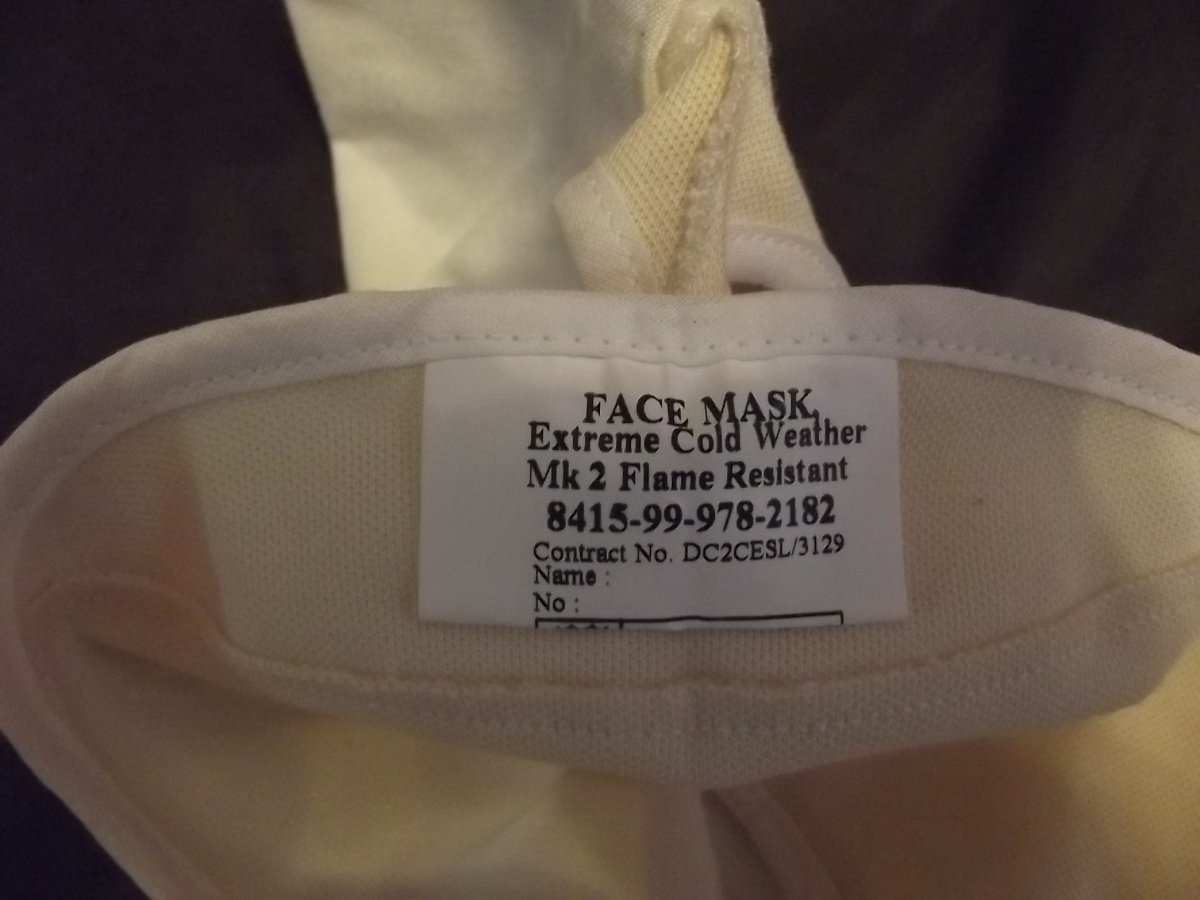 FACE MASK,
Extreme Cold Weather
Mk 2 Flame Resistant
8415-99-978-2182
Contract No. DC2CESL/3129
Name :
No :